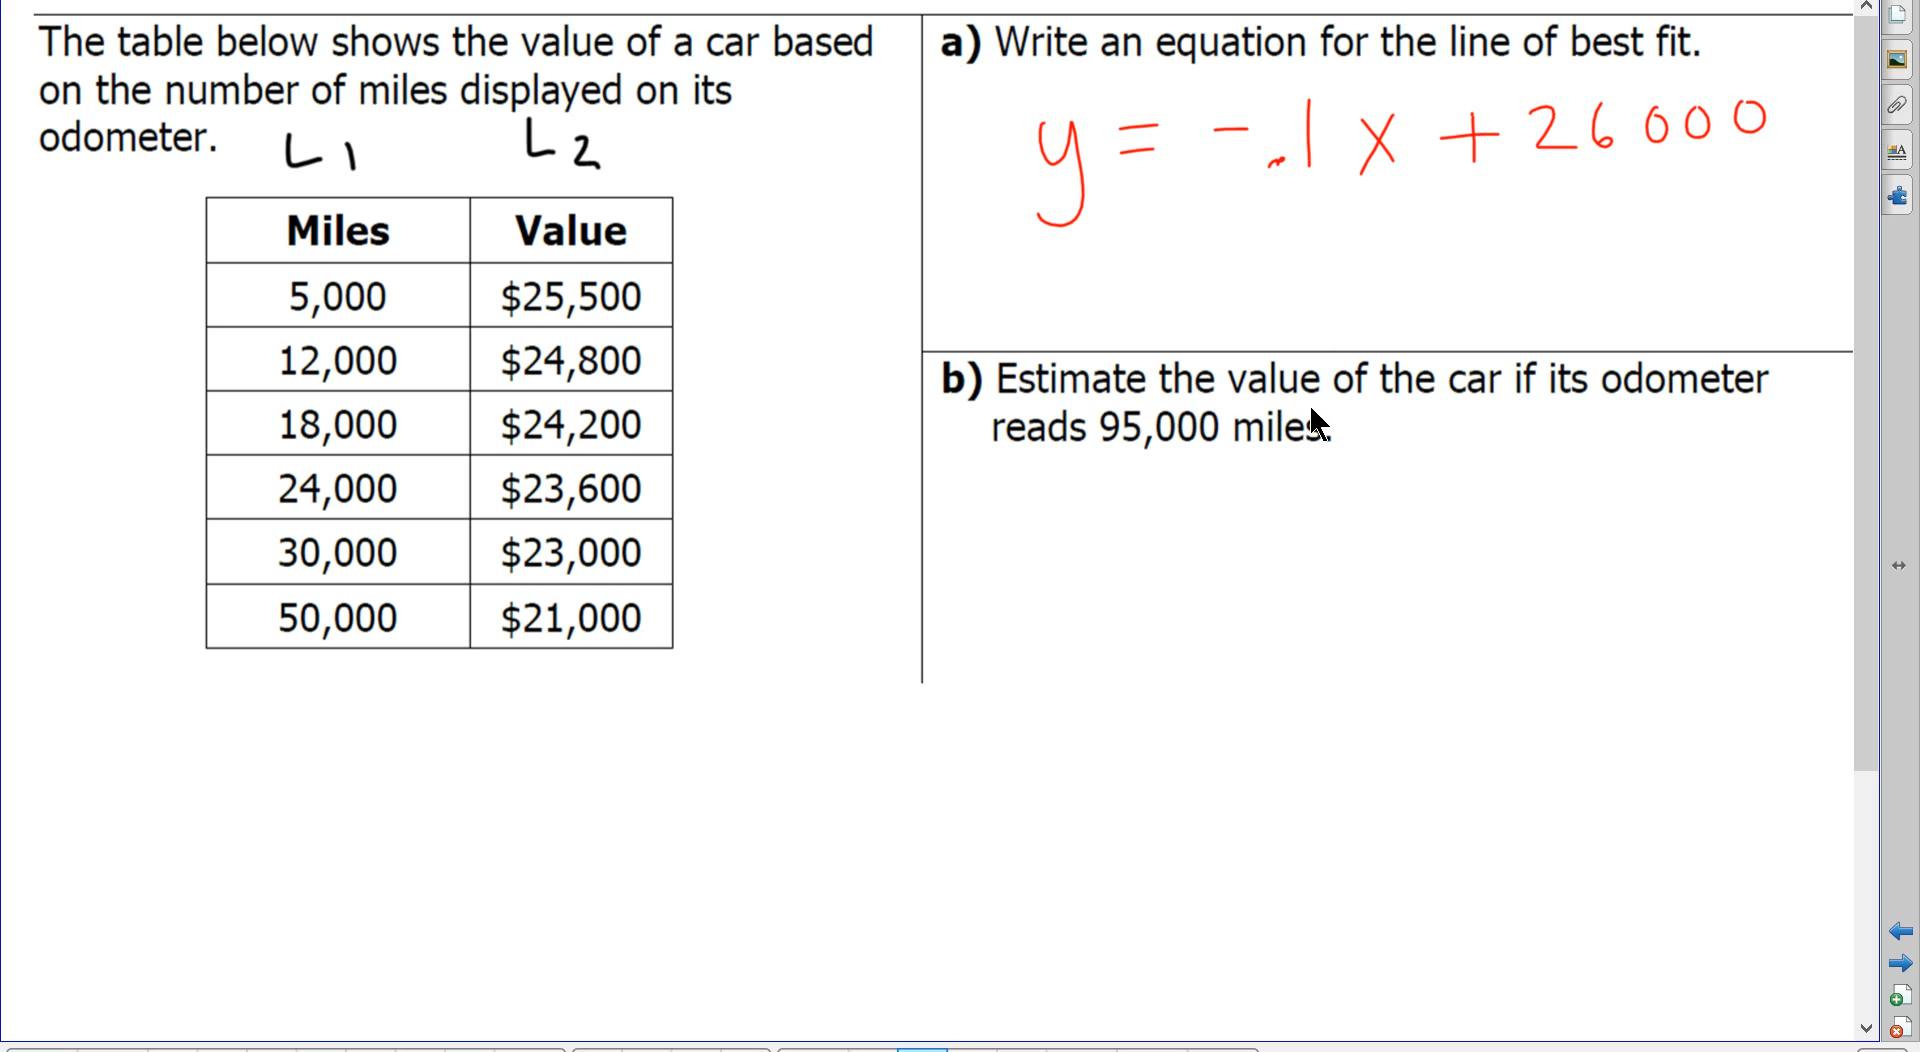 The table below shows the value of a car based
on the number of miles displayed on its
odometer.
L1 L2
Miles Value
5,000 $25,500
12,000 $24,800
18,000 $24,200
24,000 $23,600
30,000 $23,000
50,000 $21,000
a) Write an equation for the line of best fit.
y = -.1x + 26000
b) Estimate the value of the car if its odometer
reads 95,000 miles.